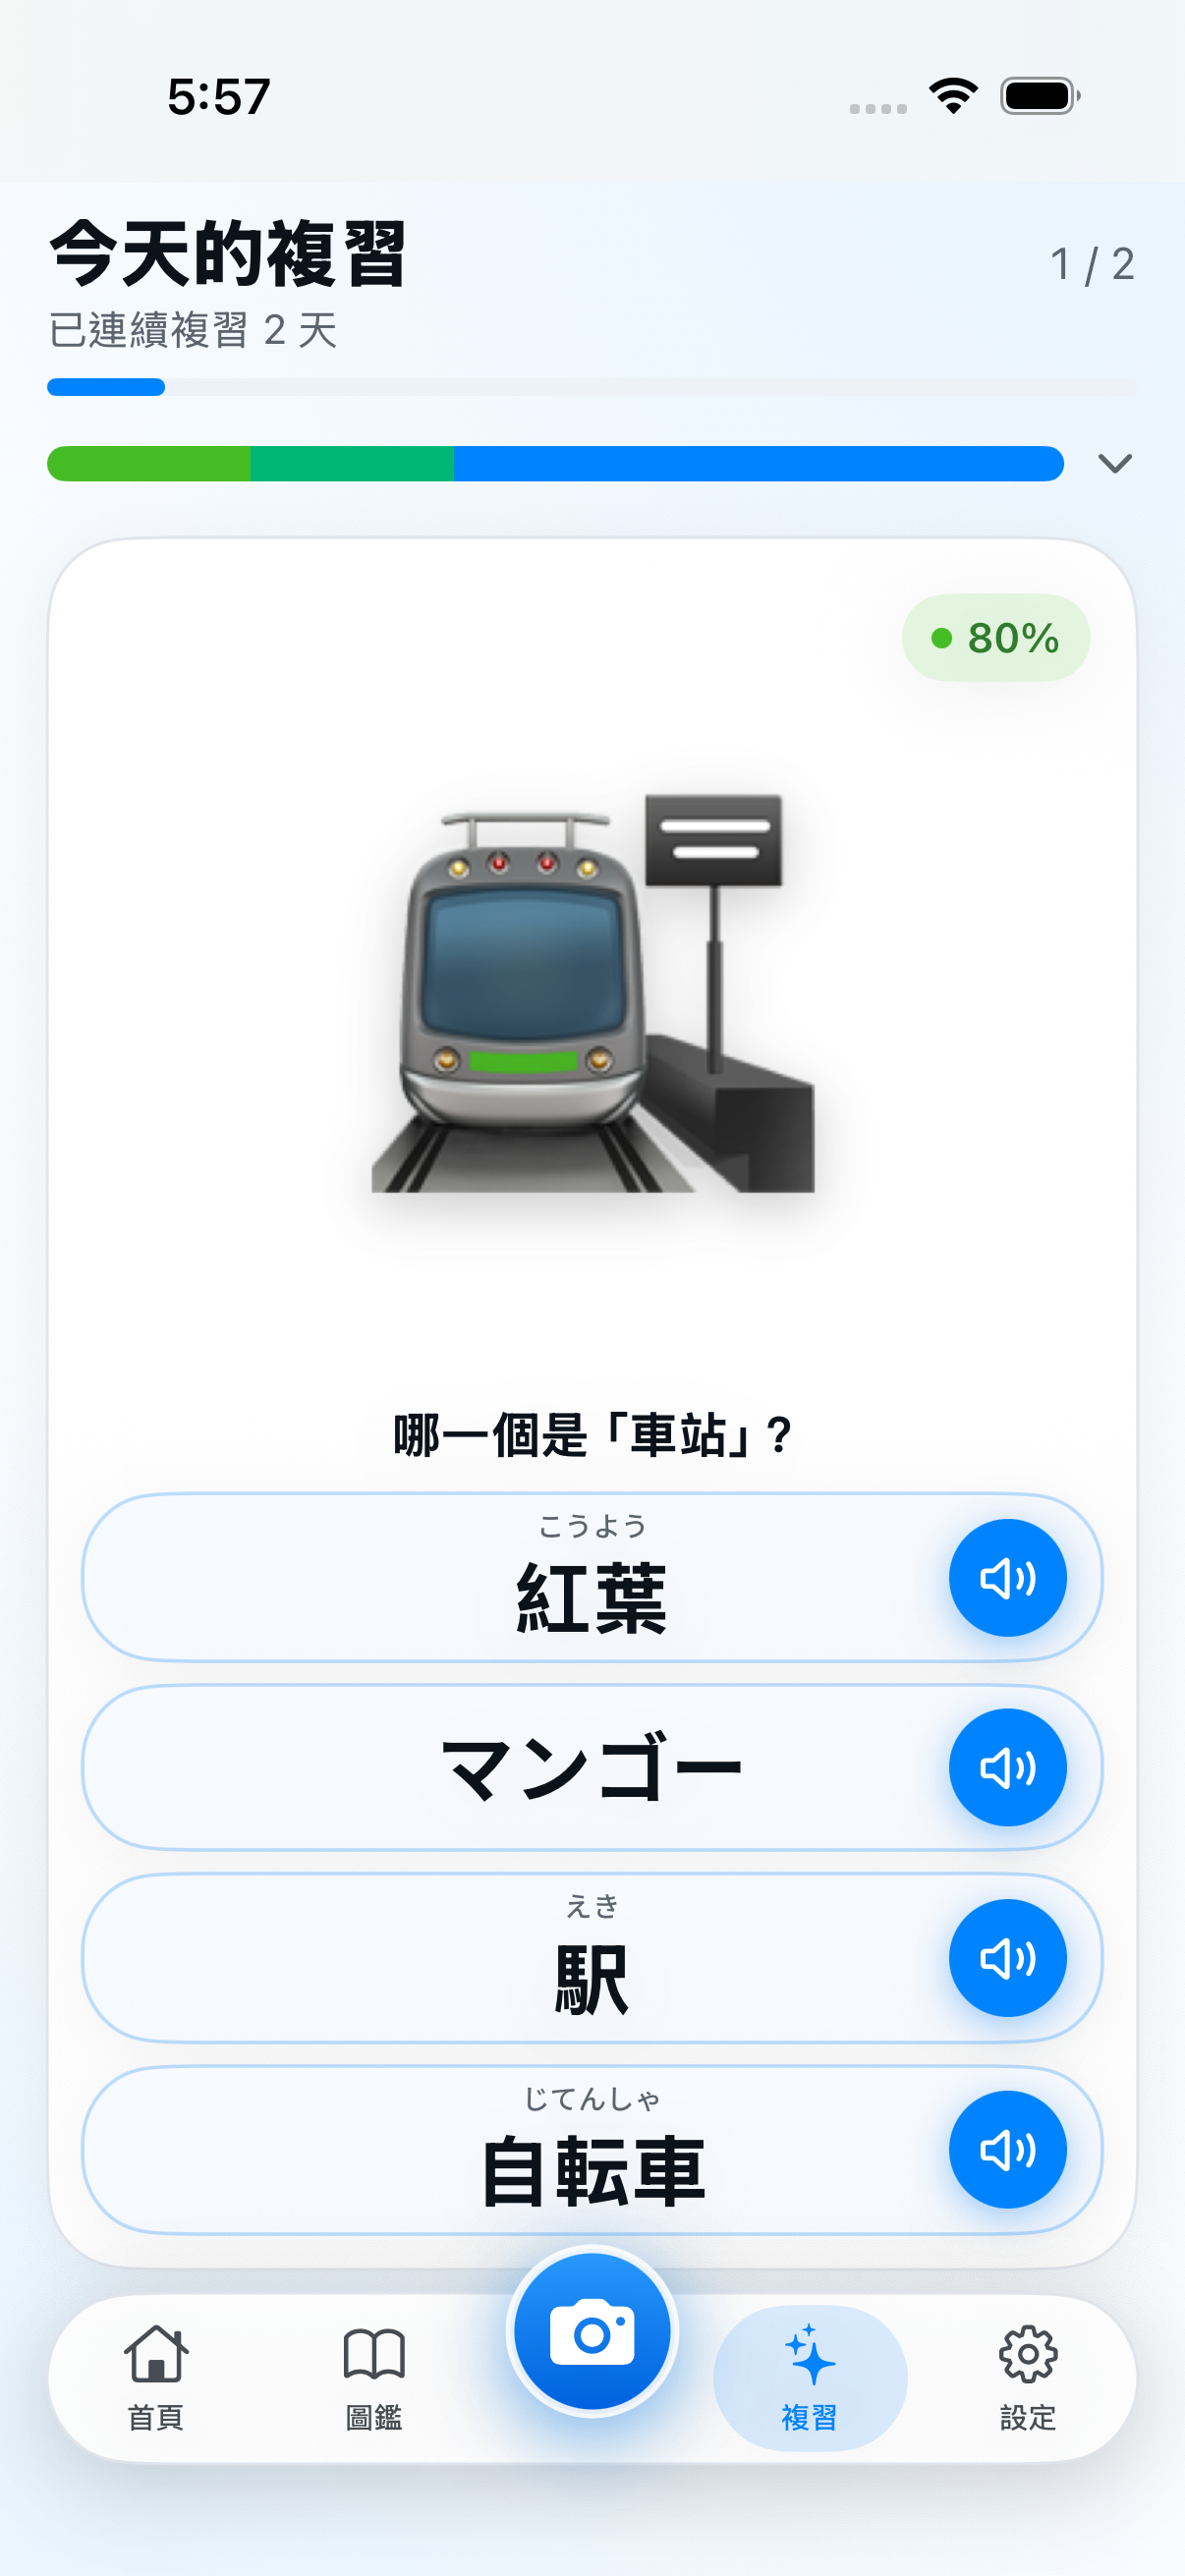 5:57
今天的複習
1 / 2
已連續複習 2 天
80%
哪一個是「車站」?
こうよう
紅葉
マンゴー
えき
駅
じてんしゃ
自転車
首頁
圖鑑
複習
設定